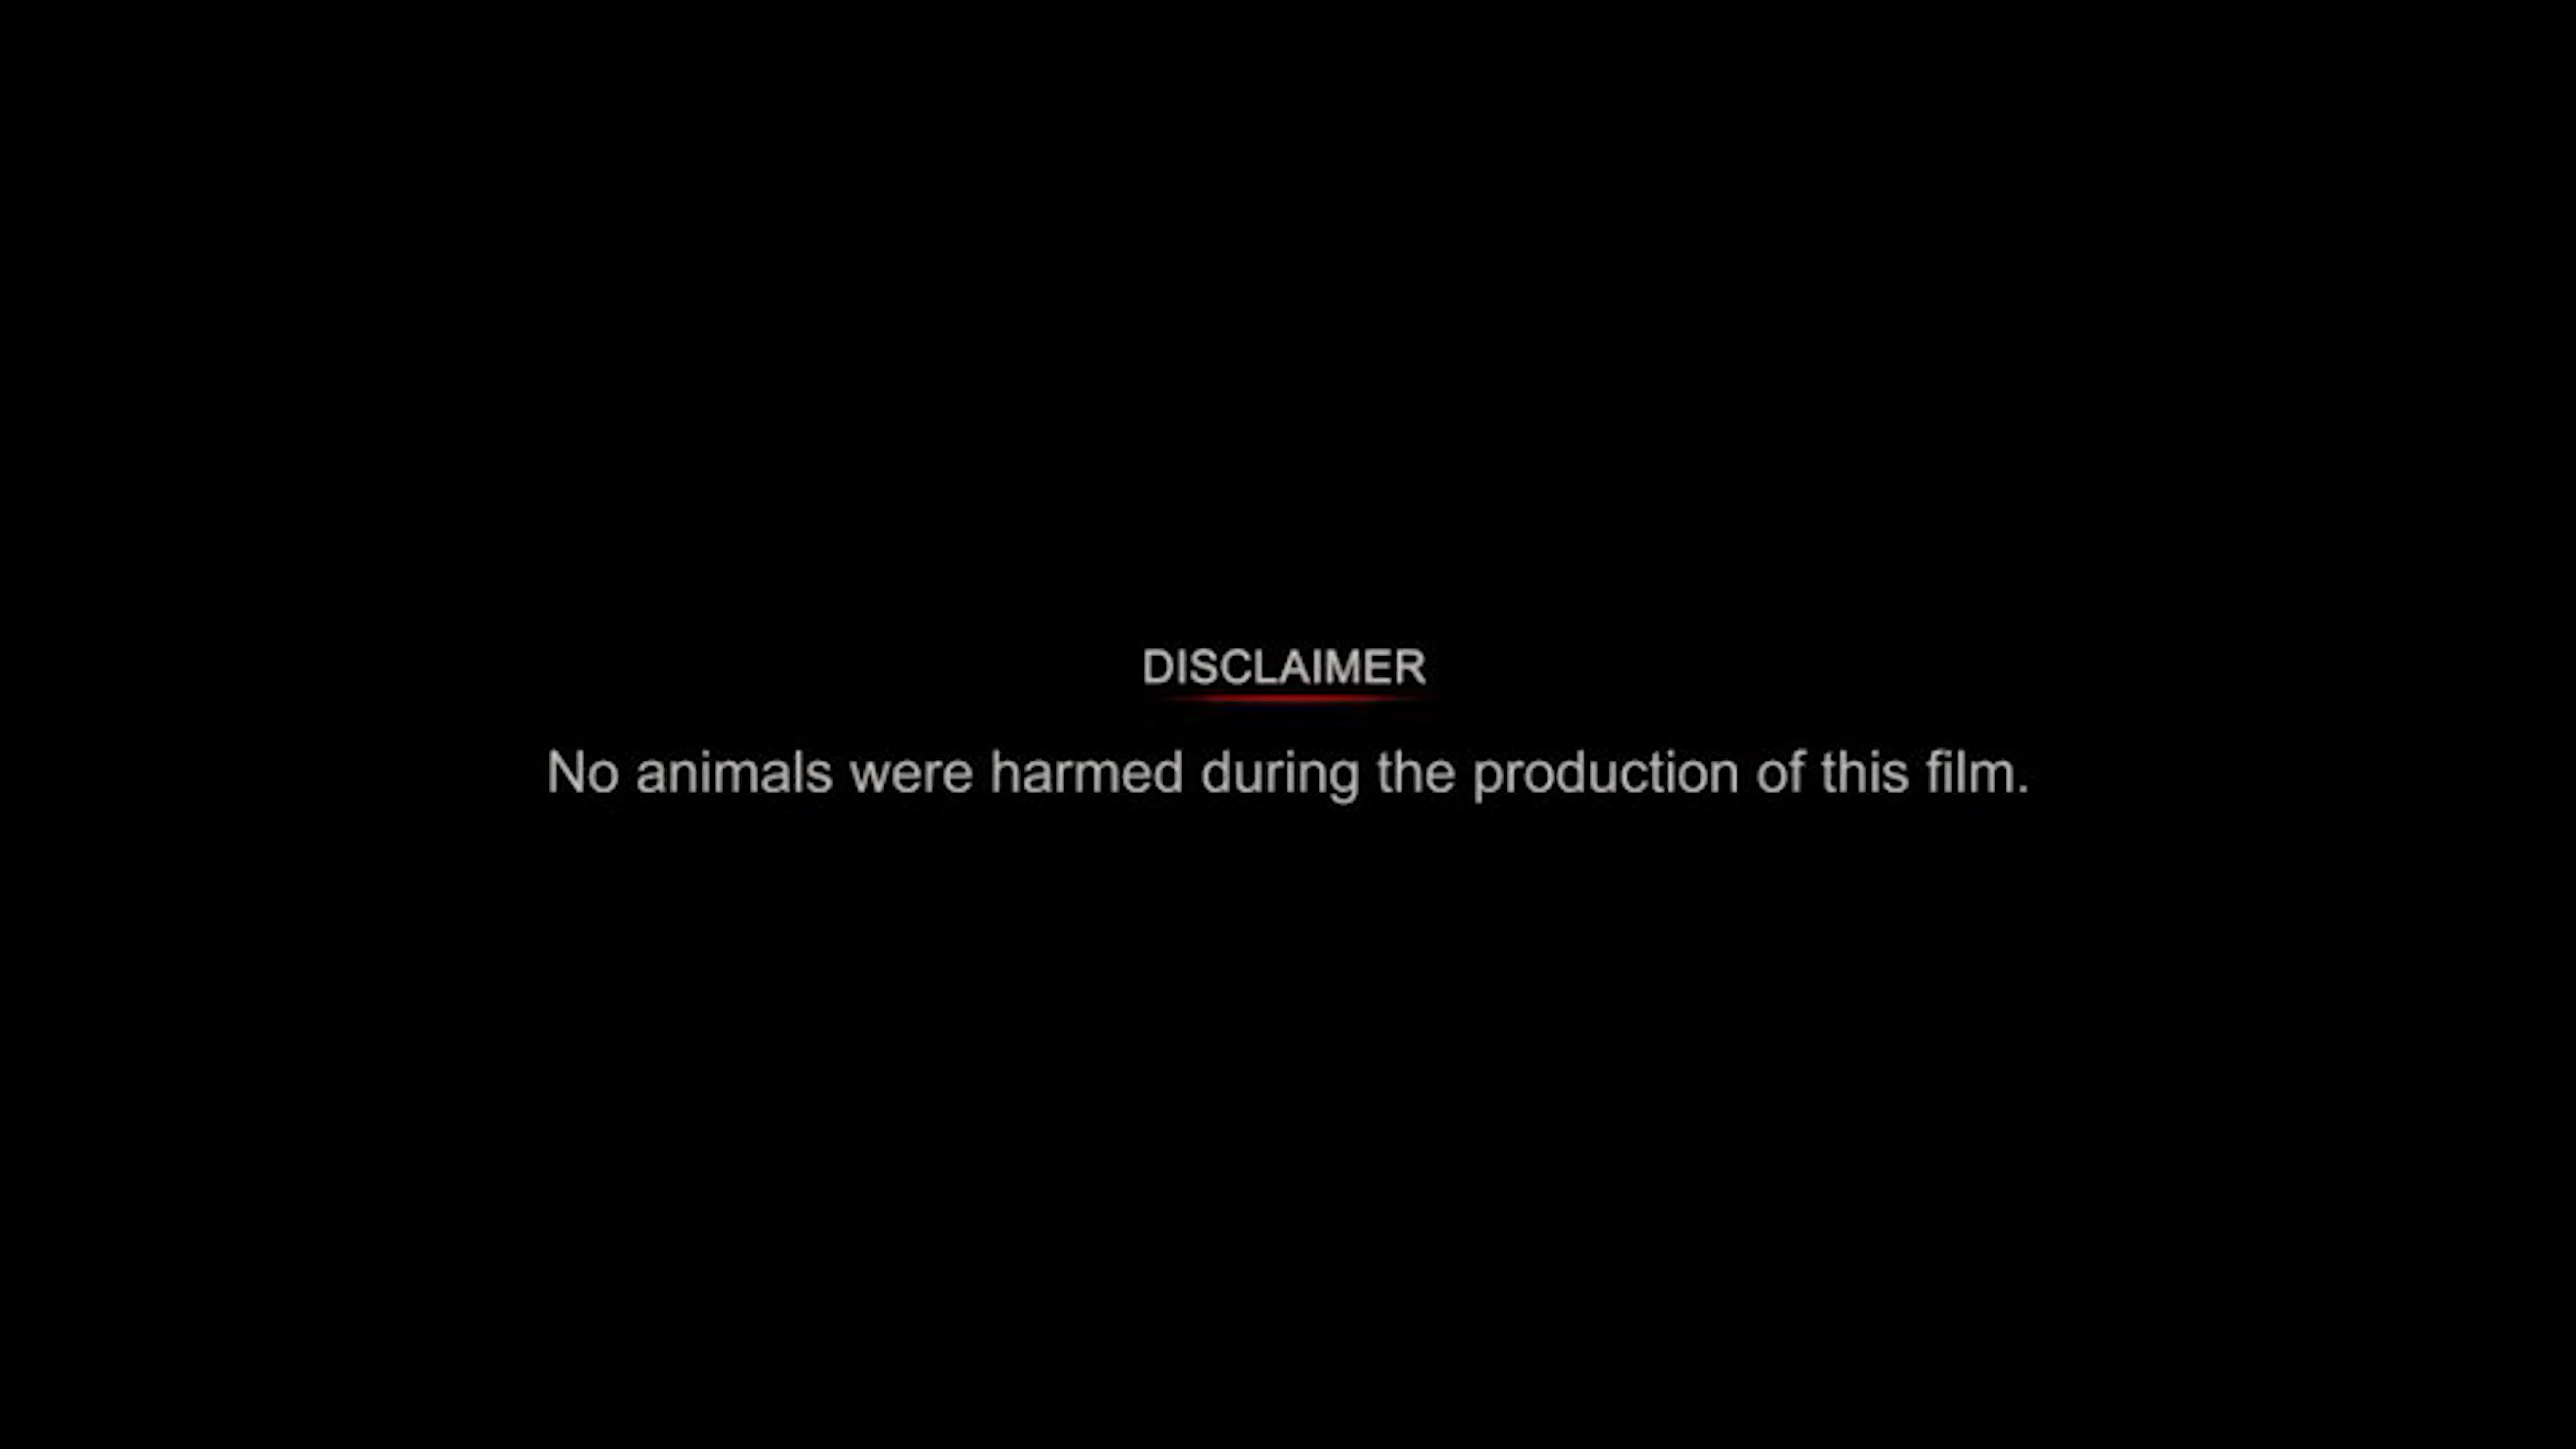 DISCLAIMER
No animals were harmed during the production of this film.